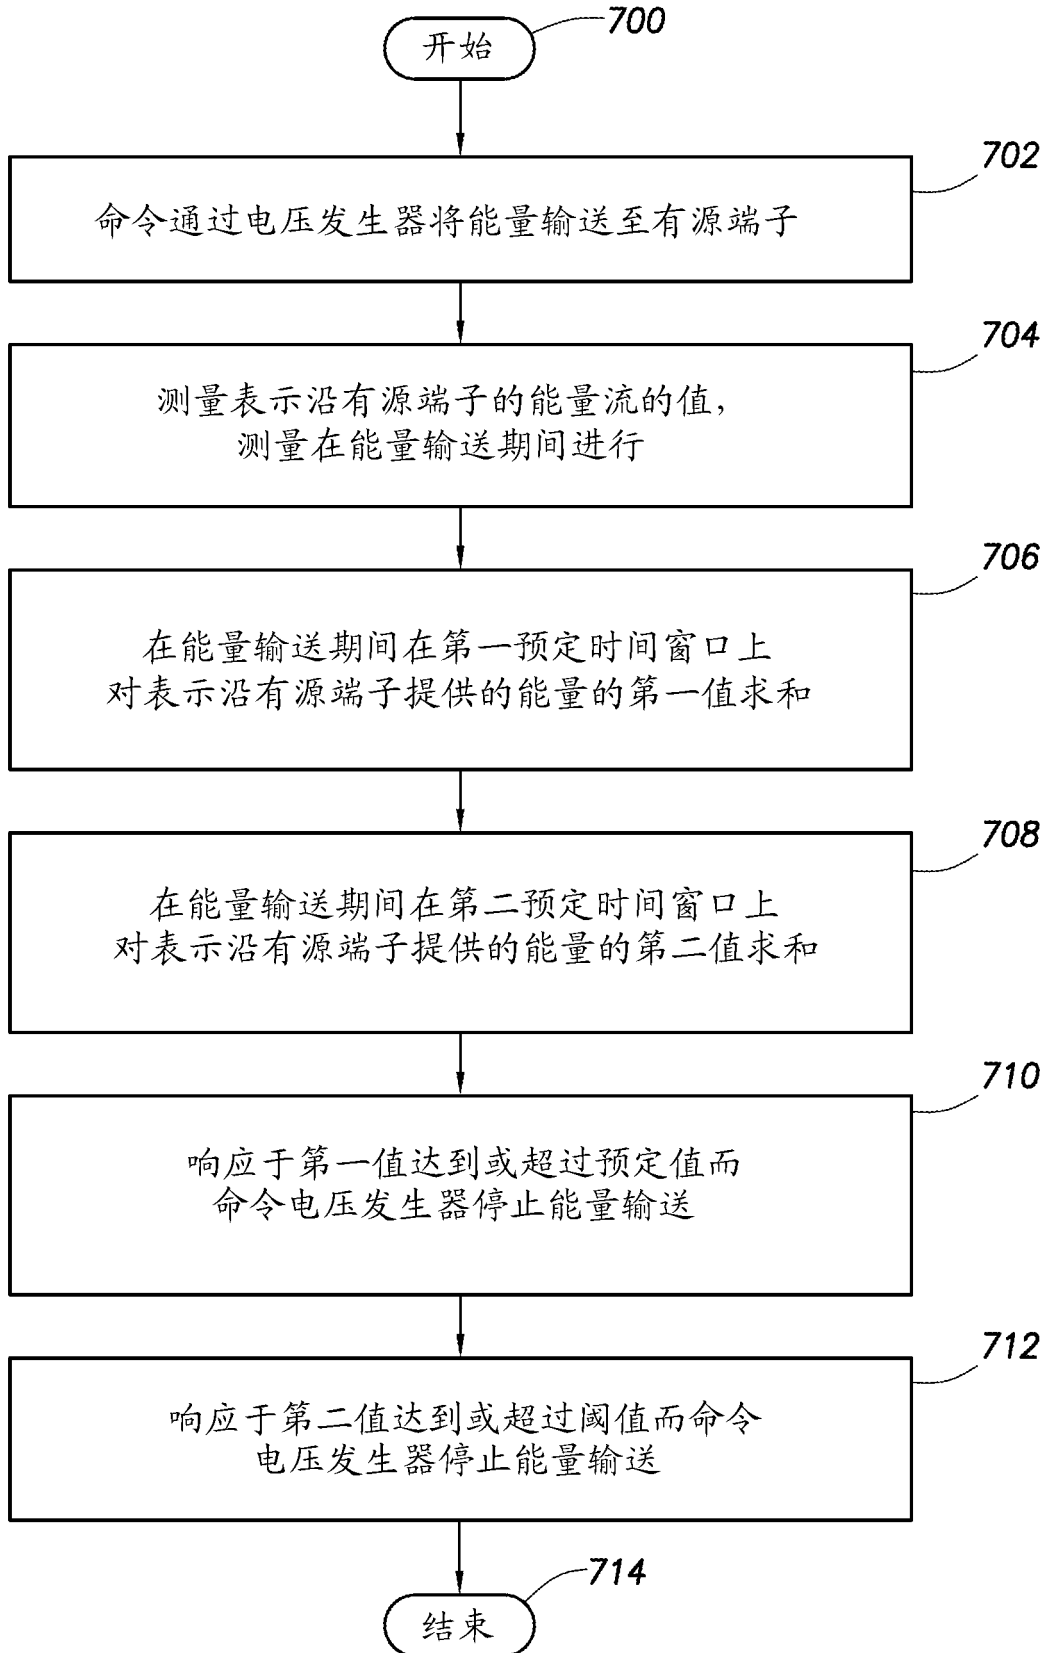 开始
700
702
命令通过电压发生器将能量输送至有源端子
704
测量表示沿有源端子的能量流的值，
测量在能量输送期间进行
706
在能量输送期间在第一预定时间窗口上
对表示沿有源端子提供的能量的第一值求和
708
在能量输送期间在第二预定时间窗口上
对表示沿有源端子提供的能量的第二值求和
710
响应于第一值达到或超过预定值而
命令电压发生器停止能量输送
712
响应于第二值达到或超过阈值而命令
电压发生器停止能量输送
714
结束